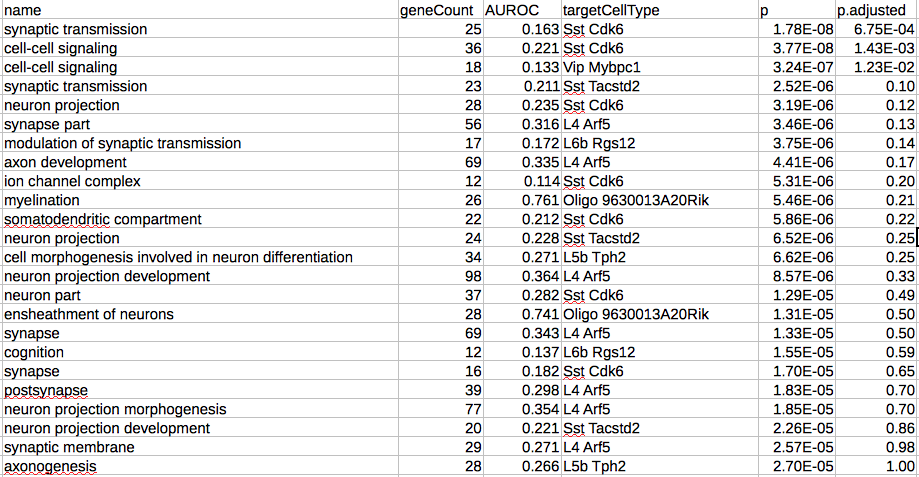 name geneCount AUROC targetCellType p p.adjusted
synaptic transmission 25 0.163 Sst Cdk6 1.78E-08 6.75E-04
cell-cell signaling 36 0.221 Sst Cdk6 3.77E-08 1.43E-03
cell-cell signaling 18 0.133 Vip Mybpc1 3.24E-07 1.23E-02
synaptic transmission 23 0.211 Sst Tacstd2 2.52E-06 0.10
neuron projection 28 0.235 Sst Cdk6 3.19E-06 0.12
synapse part 56 0.316 L4 Arf5 3.46E-06 0.13
modulation of synaptic transmission 17 0.172 L6b Rgs12 3.75E-06 0.14
axon development 69 0.335 L4 Arf5 4.41E-06 0.17
ion channel complex 12 0.114 Sst Cdk6 5.31E-06 0.20
myelination 26 0.761 Oligo 9630013A20Rik 5.46E-06 0.21
somatodendritic compartment 22 0.212 Sst Cdk6 5.86E-06 0.22
neuron projection 24 0.228 Sst Tacstd2 6.52E-06 0.25
cell morphogenesis involved in neuron differentiation 34 0.271 L5b Tph2 6.62E-06 0.25
neuron projection development 98 0.364 L4 Arf5 8.57E-06 0.33
neuron part 37 0.282 Sst Cdk6 1.29E-05 0.49
ensheathment of neurons 28 0.741 Oligo 9630013A20Rik 1.31E-05 0.50
synapse 69 0.343 L4 Arf5 1.33E-05 0.50
cognition 12 0.137 L6b Rgs12 1.55E-05 0.59
synapse 16 0.182 Sst Cdk6 1.70E-05 0.65
postsynapse 39 0.298 L4 Arf5 1.83E-05 0.70
neuron projection morphogenesis 77 0.354 L4 Arf5 1.85E-05 0.70
neuron projection development 20 0.221 Sst Tacstd2 2.26E-05 0.86
synaptic membrane 29 0.271 L4 Arf5 2.57E-05 0.98
axonogenesis 28 0.266 L5b Tph2 2.70E-05 1.00